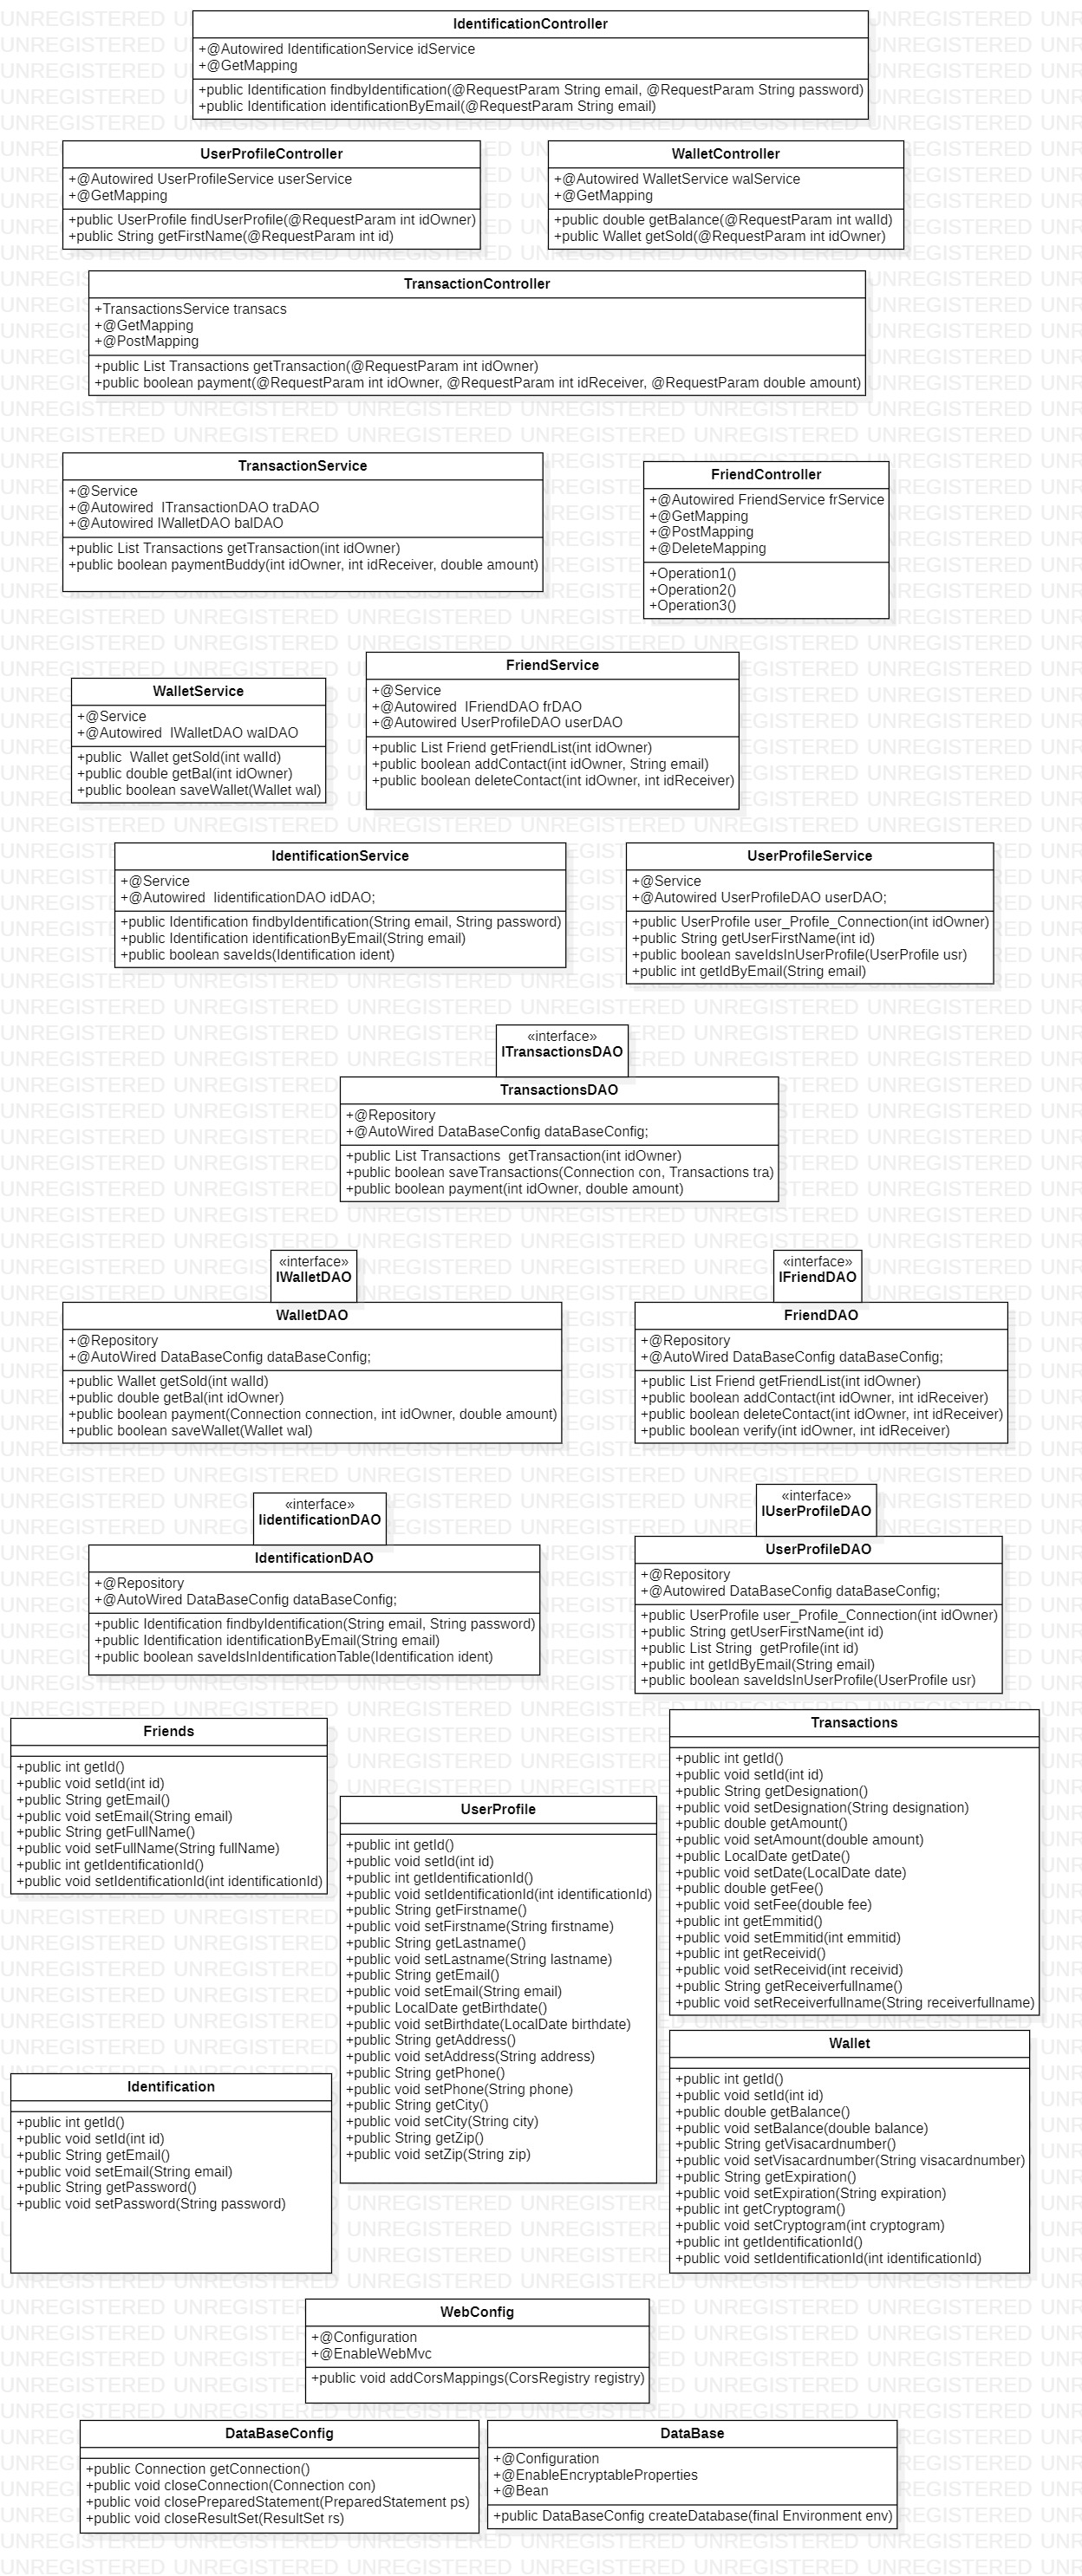 IdentificationController
+@Autowired IdentificationService idService
+@GetMapping
+public Identification findbyIdentification(@RequestParam String email, @RequestParam String password)
+public Identification identificationByEmail(@RequestParam String email)
UserProfileController
+@Autowired UserProfileService userService
+@GetMapping
+public UserProfile findUserProfile(@RequestParam int idOwner)
+public String getFirstName(@RequestParam int id)
WalletController
+@Autowired WalletService walService
+@GetMapping
+public double getBalance(@RequestParam int walId)
+public Wallet getSold(@RequestParam int idOwner)
TransactionController
+TransactionsService transacs
+@GetMapping
+@PostMapping
+public List Transactions getTransaction(@RequestParam int idOwner)
+public boolean payment(@RequestParam int idOwner, @RequestParam int idReceiver, @RequestParam double amount)
TransactionService
+@Service
+@Autowired  ITransactionDAO traDAO
+@Autowired IWalletDAO balDAO
+public List Transactions getTransaction(int idOwner)
+public boolean paymentBuddy(int idOwner, int idReceiver, double amount)
FriendController
+@Autowired FriendService frService
+@GetMapping
+@PostMapping
+@DeleteMapping
+Operation1()
+Operation2()
+Operation3()
WalletService
+@Service
+@Autowired  IWalletDAO walDAO
+public  Wallet getSold(int walId)
+public double getBal(int idOwner)
+public boolean saveWallet(Wallet wal)
FriendService
+@Service
+@Autowired  IFriendDAO frDAO
+@Autowired UserProfileDAO userDAO
+public List Friend getFriendList(int idOwner)
+public boolean addContact(int idOwner, String email)
+public boolean deleteContact(int idOwner, int idReceiver)
IdentificationService
+@Service
+@Autowired  IidentificationDAO idDAO;
+public Identification findbyIdentification(String email, String password)
+public Identification identificationByEmail(String email)
+public boolean saveIds(Identification ident)
UserProfileService
+@Service
+@Autowired UserProfileDAO userDAO;
+public UserProfile user_Profile_Connection(int idOwner)
+public String getUserFirstName(int id)
+public boolean saveIdsInUserProfile(UserProfile usr)
+public int getIdByEmail(String email)
«interface»
ITransactionsDAO
TransactionsDAO
+@Repository
+@AutoWired DataBaseConfig dataBaseConfig;
+public List Transactions  getTransaction(int idOwner)
+public boolean saveTransactions(Connection con, Transactions tra)
+public boolean payment(int idOwner, double amount)
«interface»
IWalletDAO
WalletDAO
+@Repository
+@AutoWired DataBaseConfig dataBaseConfig;
+public Wallet getSold(int walId)
+public double getBal(int idOwner)
+public boolean payment(Connection connection, int idOwner, double amount)
+public boolean saveWallet(Wallet wal)
«interface»
IFriendDAO
FriendDAO
+@Repository
+@AutoWired DataBaseConfig dataBaseConfig;
+public List Friend getFriendList(int idOwner)
+public boolean addContact(int idOwner, int idReceiver)
+public boolean deleteContact(int idOwner, int idReceiver)
+public boolean verify(int idOwner, int idReceiver)
«interface»
IidentificationDAO
IdentificationDAO
+@Repository
+@AutoWired DataBaseConfig dataBaseConfig;
+public Identification findbyIdentification(String email, String password)
+public Identification identificationByEmail(String email)
+public boolean saveIdsInIdentificationTable(Identification ident)
«interface»
IUserProfileDAO
UserProfileDAO
+@Repository
+@Autowired DataBaseConfig dataBaseConfig;
+public UserProfile user_Profile_Connection(int idOwner)
+public String getUserFirstName(int id)
+public List String  getProfile(int id)
+public int getIdByEmail(String email)
+public boolean saveIdsInUserProfile(UserProfile usr)
Friends
+public int getId()
+public void setId(int id)
+public String getEmail()
+public void setEmail(String email)
+public String getFullName()
+public void setFullName(String fullName)
+public int getIdentificationId()
+public void setIdentificationId(int identificationId)
UserProfile
+public int getId()
+public void setId(int id)
+public int getIdentificationId()
+public void setIdentificationId(int identificationId)
+public String getFirstname()
+public void setFirstname(String firstname)
+public String getLastname()
+public void setLastname(String lastname)
+public String getEmail()
+public void setEmail(String email)
+public LocalDate getBirthdate()
+public void setBirthdate(LocalDate birthdate)
+public String getAddress()
+public void setAddress(String address)
+public String getPhone()
+public void setPhone(String phone)
+public String getCity()
+public void setCity(String city)
+public String getZip()
+public void setZip(String zip)
Transactions
+public int getId()
+public void setId(int id)
+public String getDesignation()
+public void setDesignation(String designation)
+public double getAmount()
+public void setAmount(double amount)
+public LocalDate getDate()
+public void setDate(LocalDate date)
+public double getFee()
+public void setFee(double fee)
+public int getEmmitid()
+public void setEmmitid(int emmitid)
+public int getReceivid()
+public void setReceivid(int receivid)
+public String getReceiverfullname()
+public void setReceiverfullname(String receiverfullname)
Identification
+public int getId()
+public void setId(int id)
+public String getEmail()
+public void setEmail(String email)
+public String getPassword()
+public void setPassword(String password)
Wallet
+public int getId()
+public void setId(int id)
+public double getBalance()
+public void setBalance(double balance)
+public String getVisacardnumber()
+public void setVisacardnumber(String visacardnumber)
+public String getExpiration()
+public void setExpiration(String expiration)
+public int getCryptogram()
+public void setCryptogram(int cryptogram)
+public int getIdentificationId()
+public void setIdentificationId(int identificationId)
WebConfig
+@Configuration
+@EnableWebMvc
+public void addCorsMappings(CorsRegistry registry)
DataBaseConfig
+public Connection getConnection()
+public void closeConnection(Connection con)
+public void closePreparedStatement(PreparedStatement ps)
+public void closeResultSet(ResultSet rs)
DataBase
+@Configuration
+@EnableEncryptableProperties
+@Bean
+public DataBaseConfig createDatabase(final Environment env)